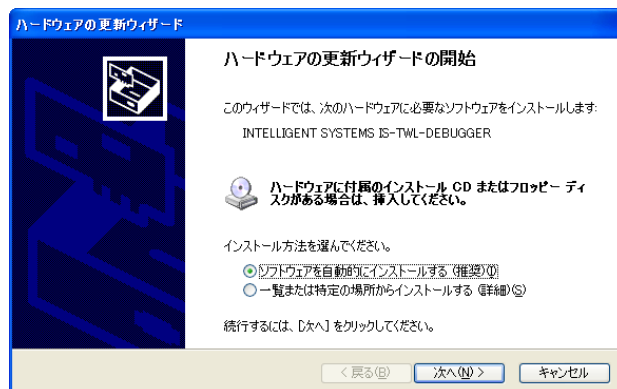 ハードウェアの更新ウィザード
ハードウェアの更新ウィザードの開始
このウィザードでは、次のハードウェアに必要なソフトウェアをインストールします:
INTELLIGENT SYSTEMS IS-TWL-DEBUGGER
ハードウェアに付属のインストール CD またはフロッピー ディ
スクがある場合は、挿入してください。
インストール方法を選んでください。
ソフトウェアを自動的にインストールする (推奨)(I)
一覧または特定の場所からインストールする (詳細)(S)
続行するには、[次へ] をクリックしてください。
< 戻る(B) 次へ(N) > キャンセル